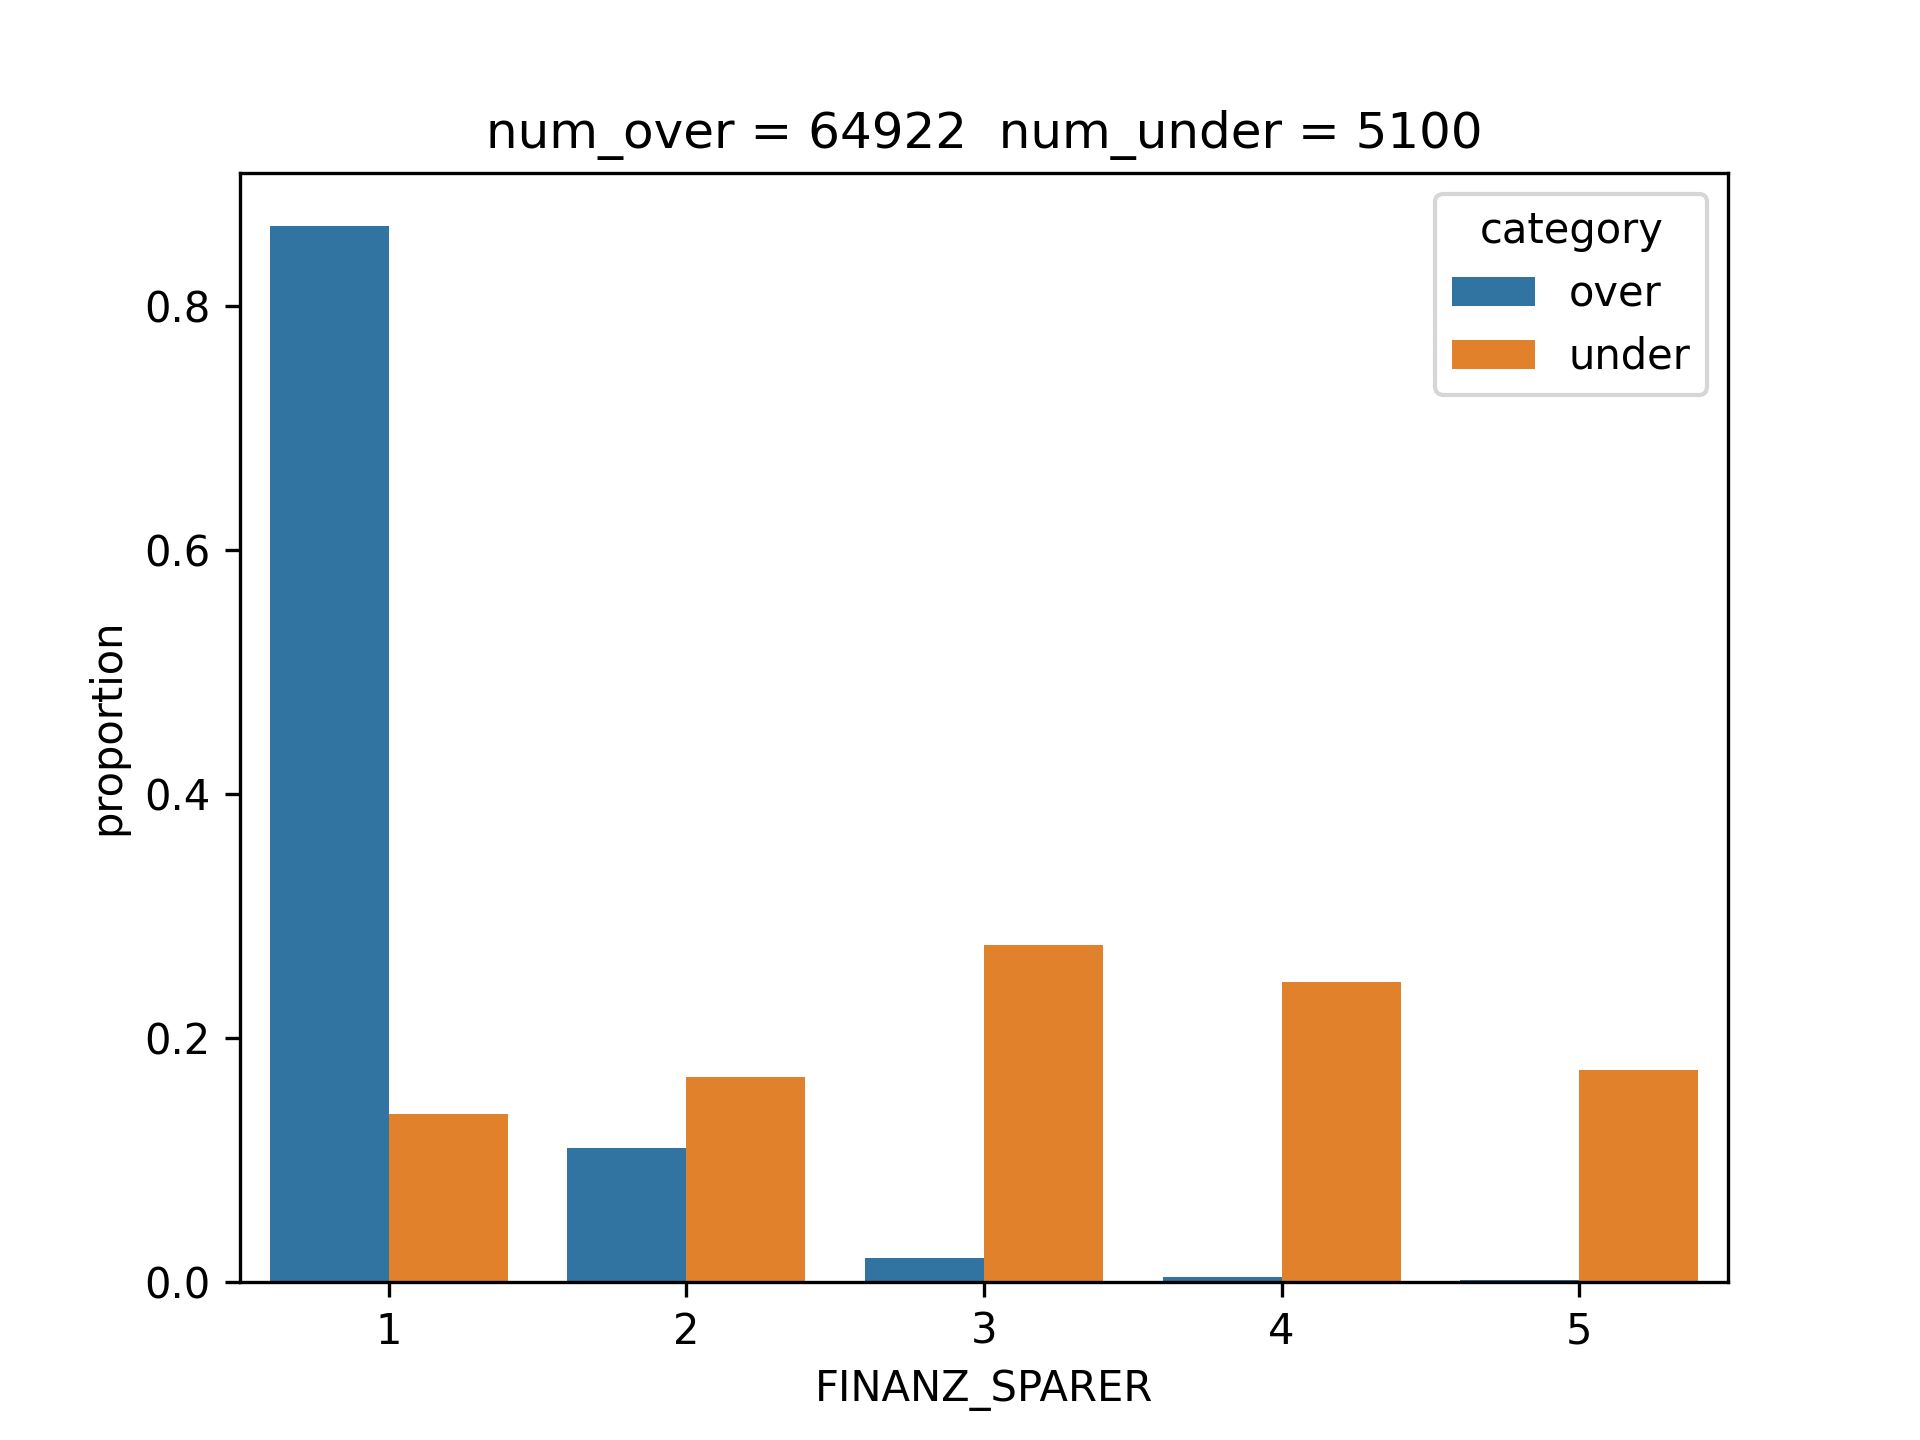 num_over = 64922  num_under = 5100
category
over
under
0.8
0.6
0.4
0.2
0.0
proportion
1 2 3 4 5
FINANZ_SPARER